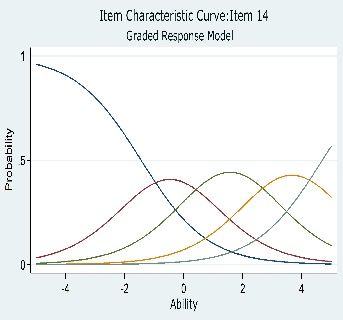 Item Characteristic Curve:Item 14
Graded Response Model
1
.5
0
Probability
-4 -2 0 2 4
Ability